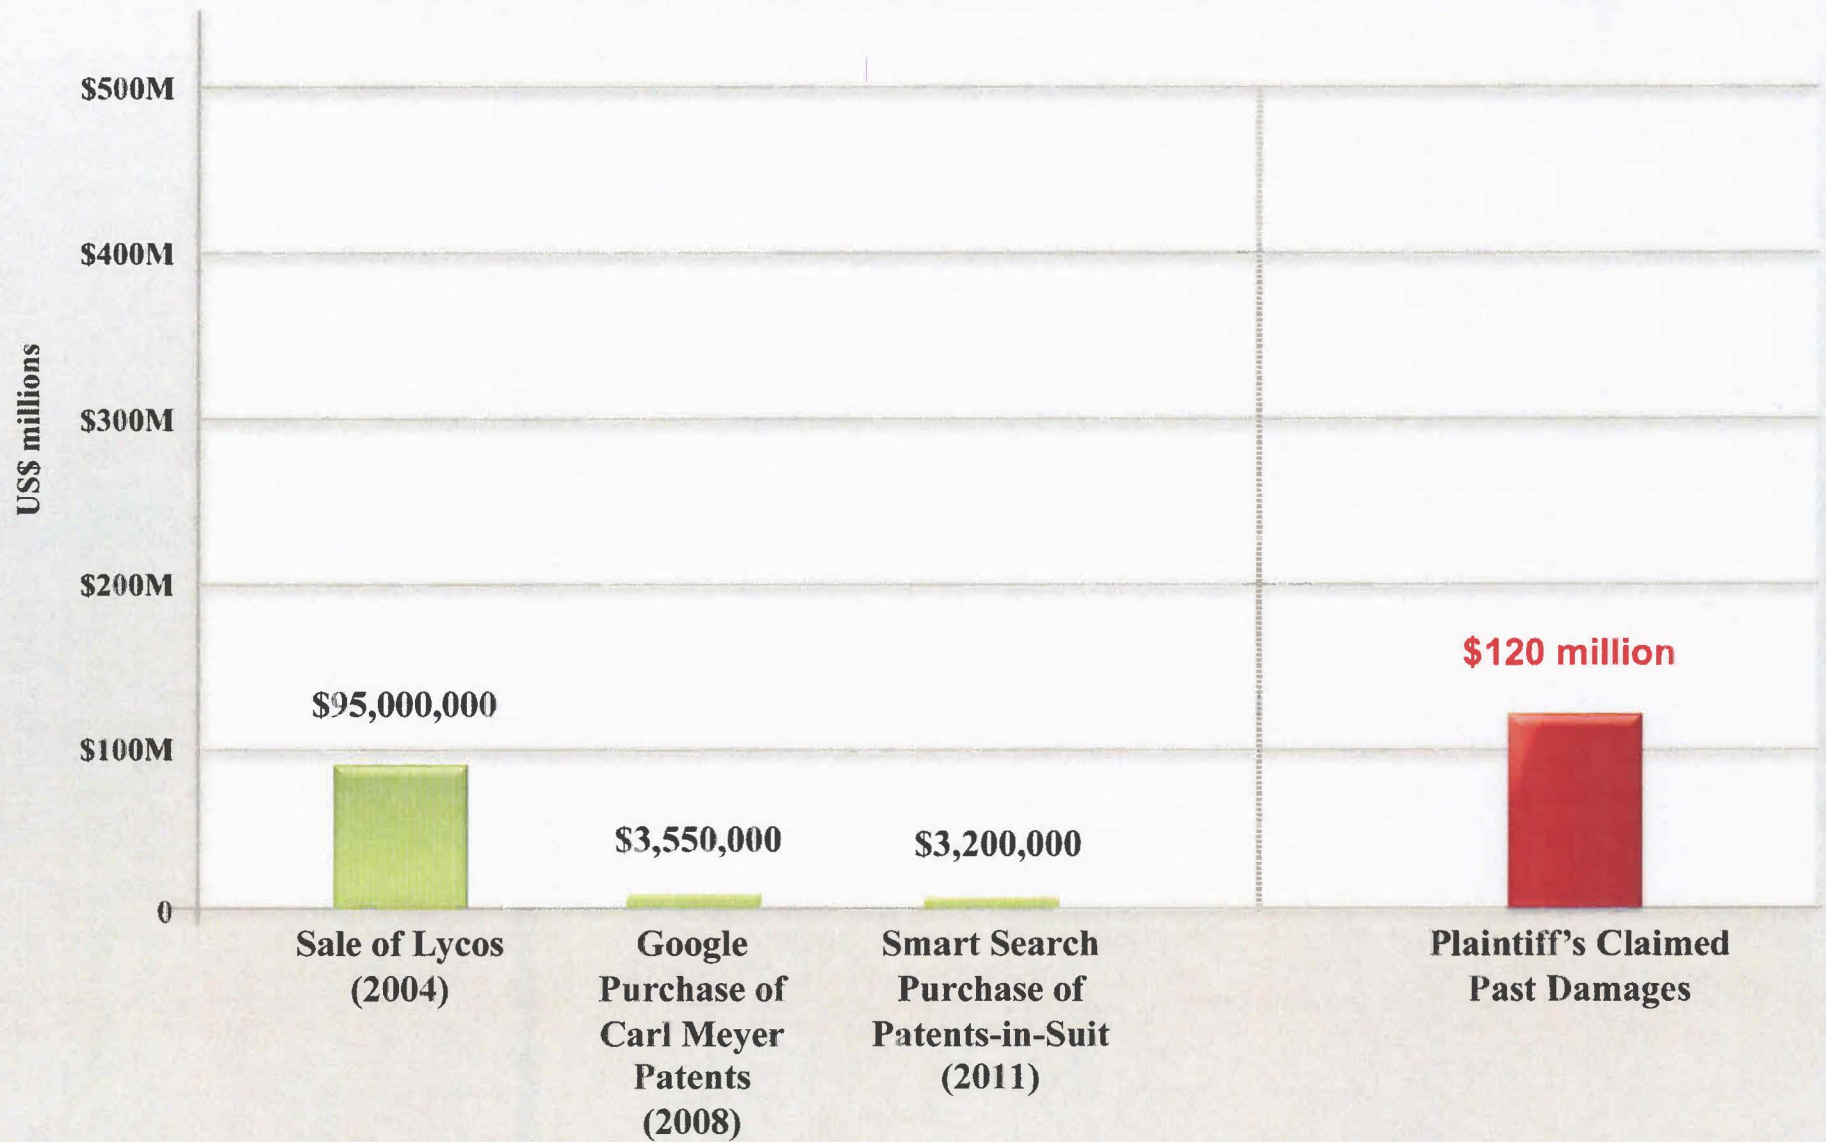 US$ millions
$500M
$400M
$300M
$200M
$100M
0
$95,000,000
$3,550,000
$3,200,000
$120 million
Sale of Lycos
(2004)
Google
Purchase of
Carl Meyer
Patents
(2008)
Smart Search
Purchase of
Patents-in-Suit
(2011)
Plaintiff's Claimed
Past Damages